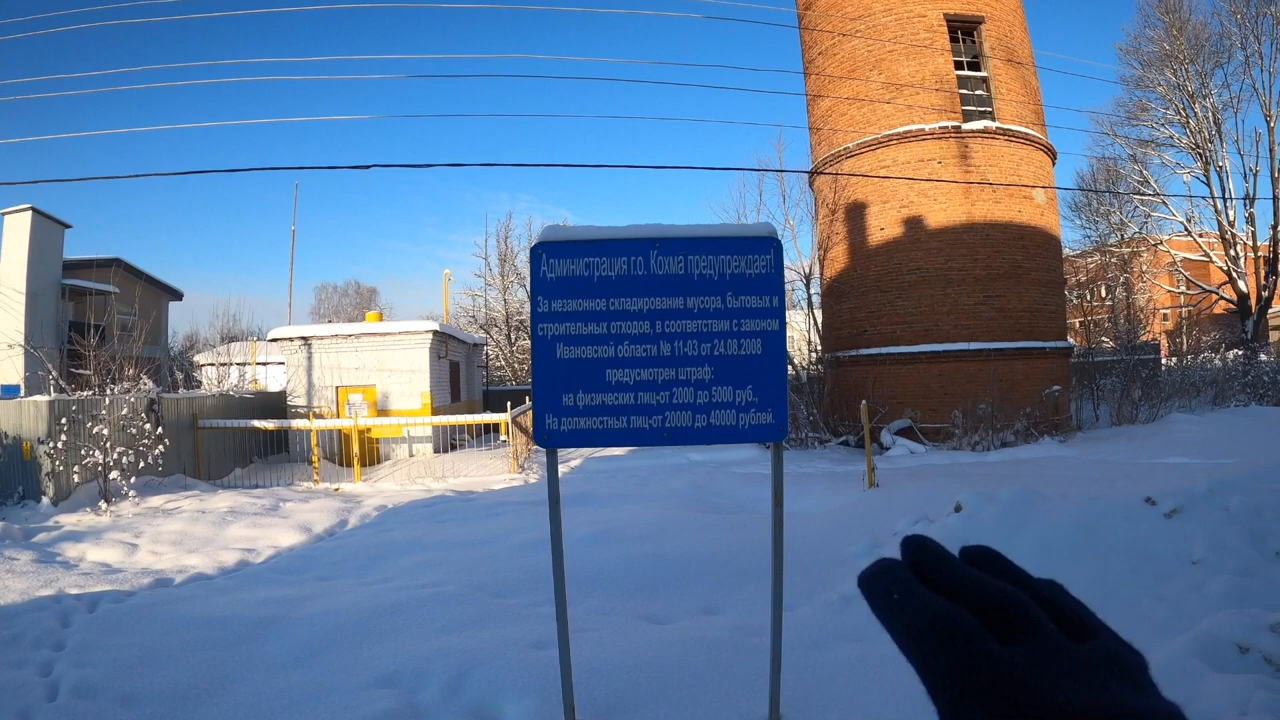 Администрация г.о. Кохма предупреждает!
За незаконное складирование мусора, бытовых и
строительных отходов, в соответствии с законом
Ивановской области № 11-03 от 24.08.2008
предусмотрен штраф:
на физических лиц-от 2000 до 5000 руб.,
На должностных лиц-от 20000 до 40000 рублей.